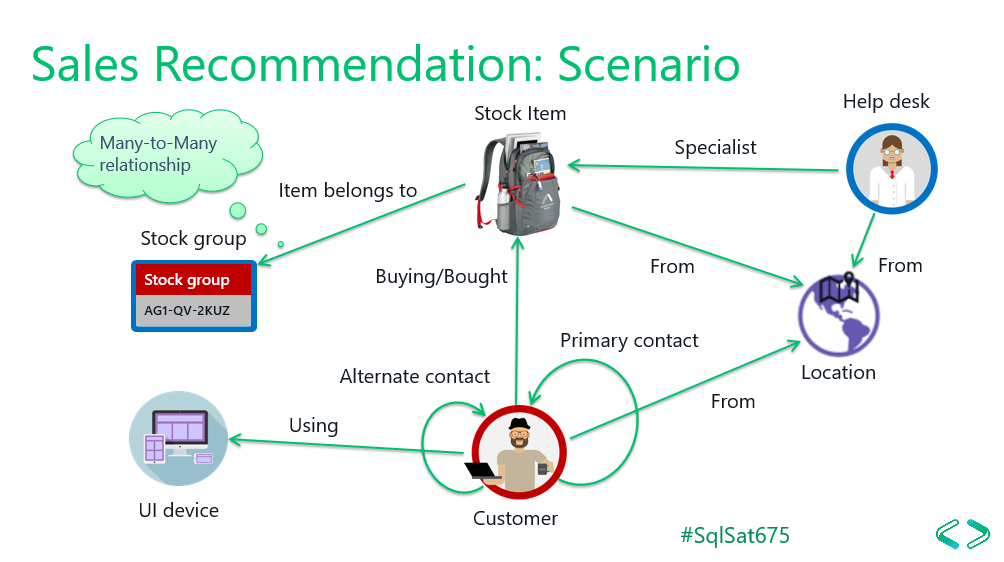 Sales Recommendation: Scenario
Help desk
Stock Item
Many-to-Many
relationship
Specialist
Item belongs to
Stock group
From
From
Buying/Bought
Stock group
AG1-QV-2KUZ
Primary contact
Location
Alternate contact
From
Using
UI device
Customer
#SqlSat675